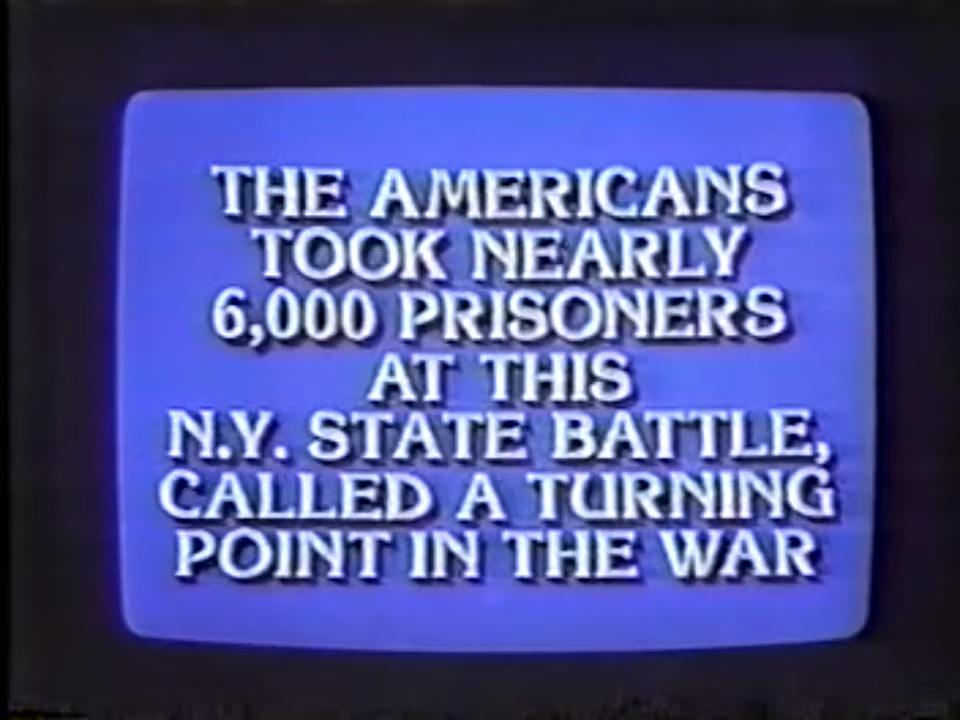 THE AMERICANS
TOOK NEARLY
6,000 PRISONERS
AT THIS
N.Y. STATE BATTLE,
CALLED A TURNING
POINT IN THE WAR